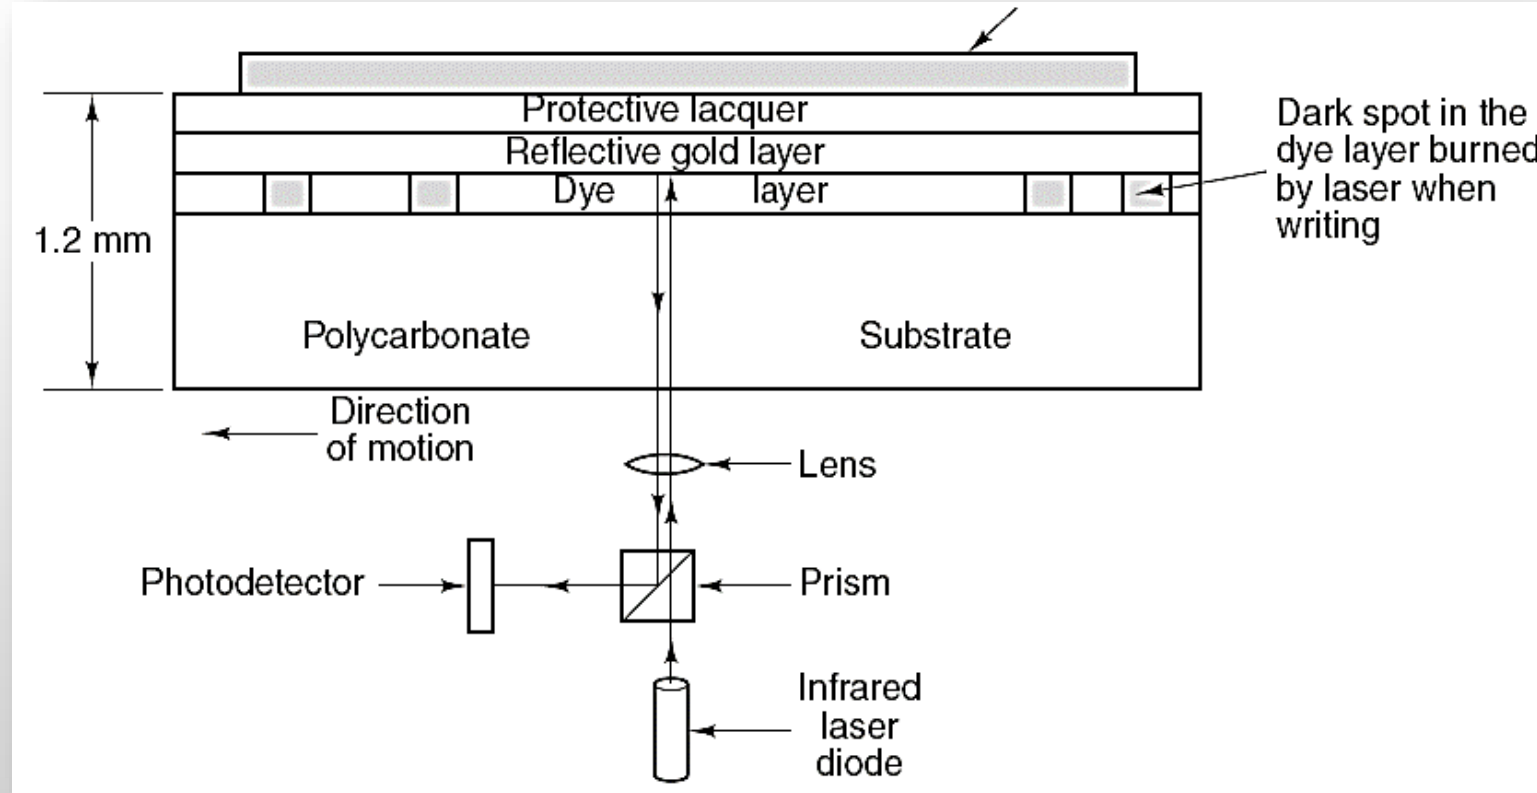 Protective lacquer
Reflective gold layer
Dye layer
Dark spot in the
dye layer burned
by laser when
writing
1.2 mm
Polycarbonate Substrate
Direction
of motion
Lens
Photodetector
Prism
Infrared
laser
diode